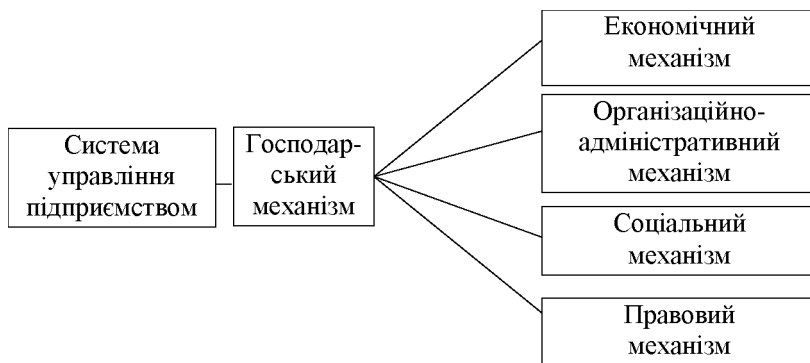 Система
управління
підприємством
Господар-
ський
механізм
Економічний
механізм
Організаційно-
адміністративний
механізм
Соціальний
механізм
Правовий
механізм